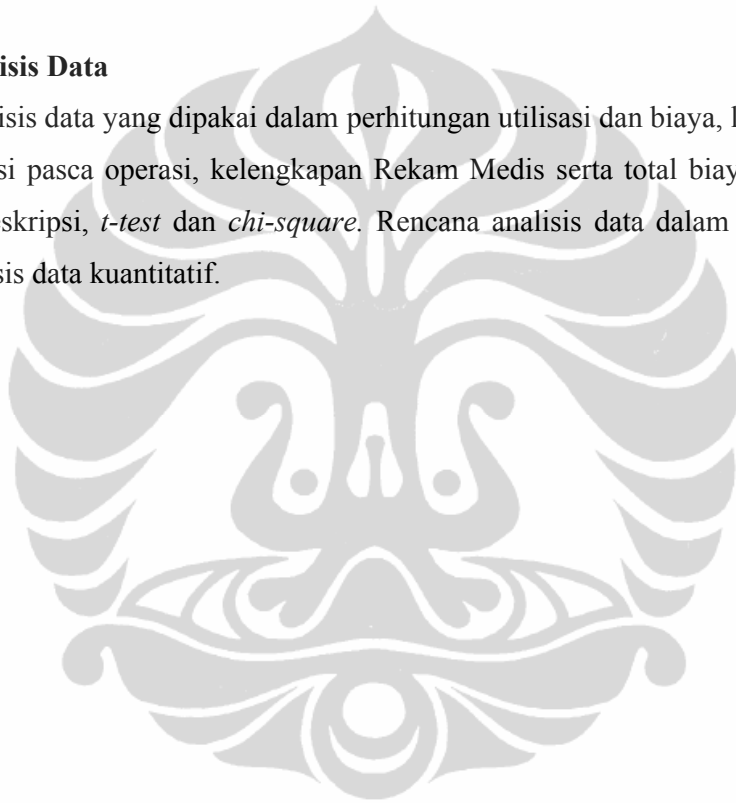 isis Data
isis data yang dipakai dalam perhitungan utilisasi dan biaya,
si pasca operasi, kelengkapan Rekam Medis serta total biay
skripsi, t-test dan chi-square. Rencana analisis data dalam
sis data kuantitatif.